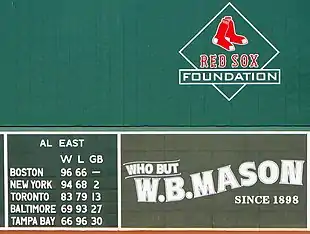 RED SOX
FOUNDATION
AL EAST
W L GB
BOSTON 96 66 —
NEW YORK 94 68 2
TORONTO 83 79 13
BALTIMORE 69 93 27
TAMPA BAY 66 96 30
WHO BUT
W.B. MASON
SINCE 1898